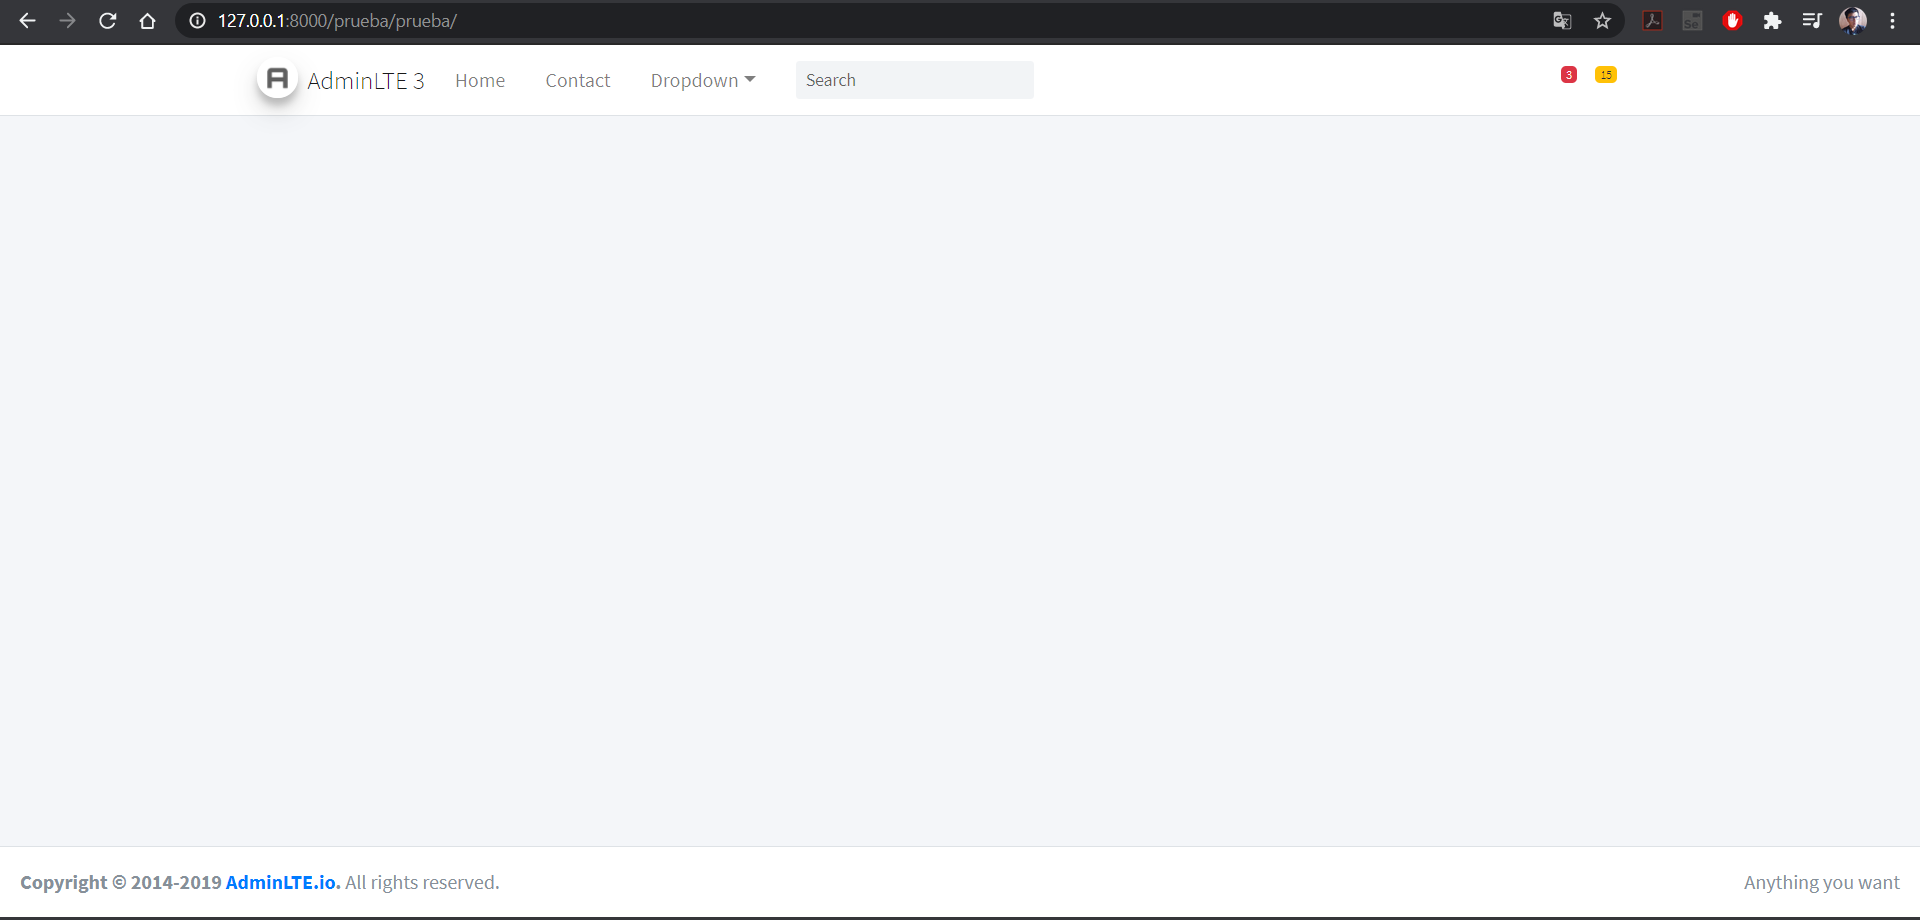 127.0.0.1:8000/prueba/prueba/
AdminLTE 3 Home Contact Dropdown Search 3 15
Copyright © 2014-2019 AdminLTE.io. All rights reserved. Anything you want